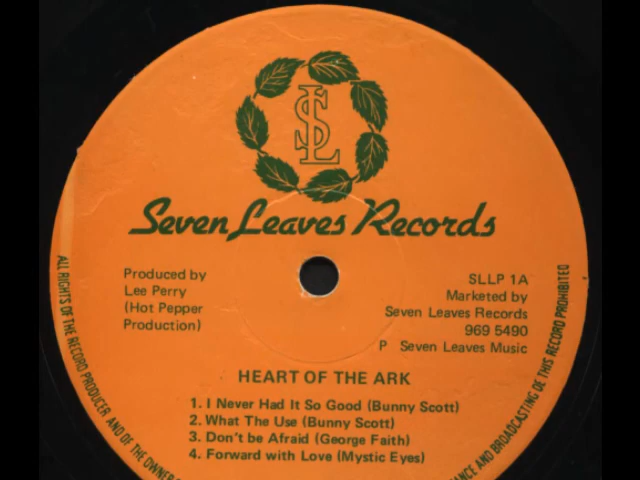 SL
Seven Leaves Records
Produced by
Lee Perry
(Hot Pepper
Production)
SLLP 1A
Marketed by
Seven Leaves Records
969 5490
P Seven Leaves Music
HEART OF THE ARK
1. I Never Had It So Good (Bunny Scott)
2. What The Use (Bunny Scott)
3. Don't be Afraid (George Faith)
4. Forward with Love (Mystic Eyes)
ALL RIGHTS OF THE RECORD PRODUCER AND OF THE OWNER
AND BROADCASTING OE THIS RECORD PROHIBITED